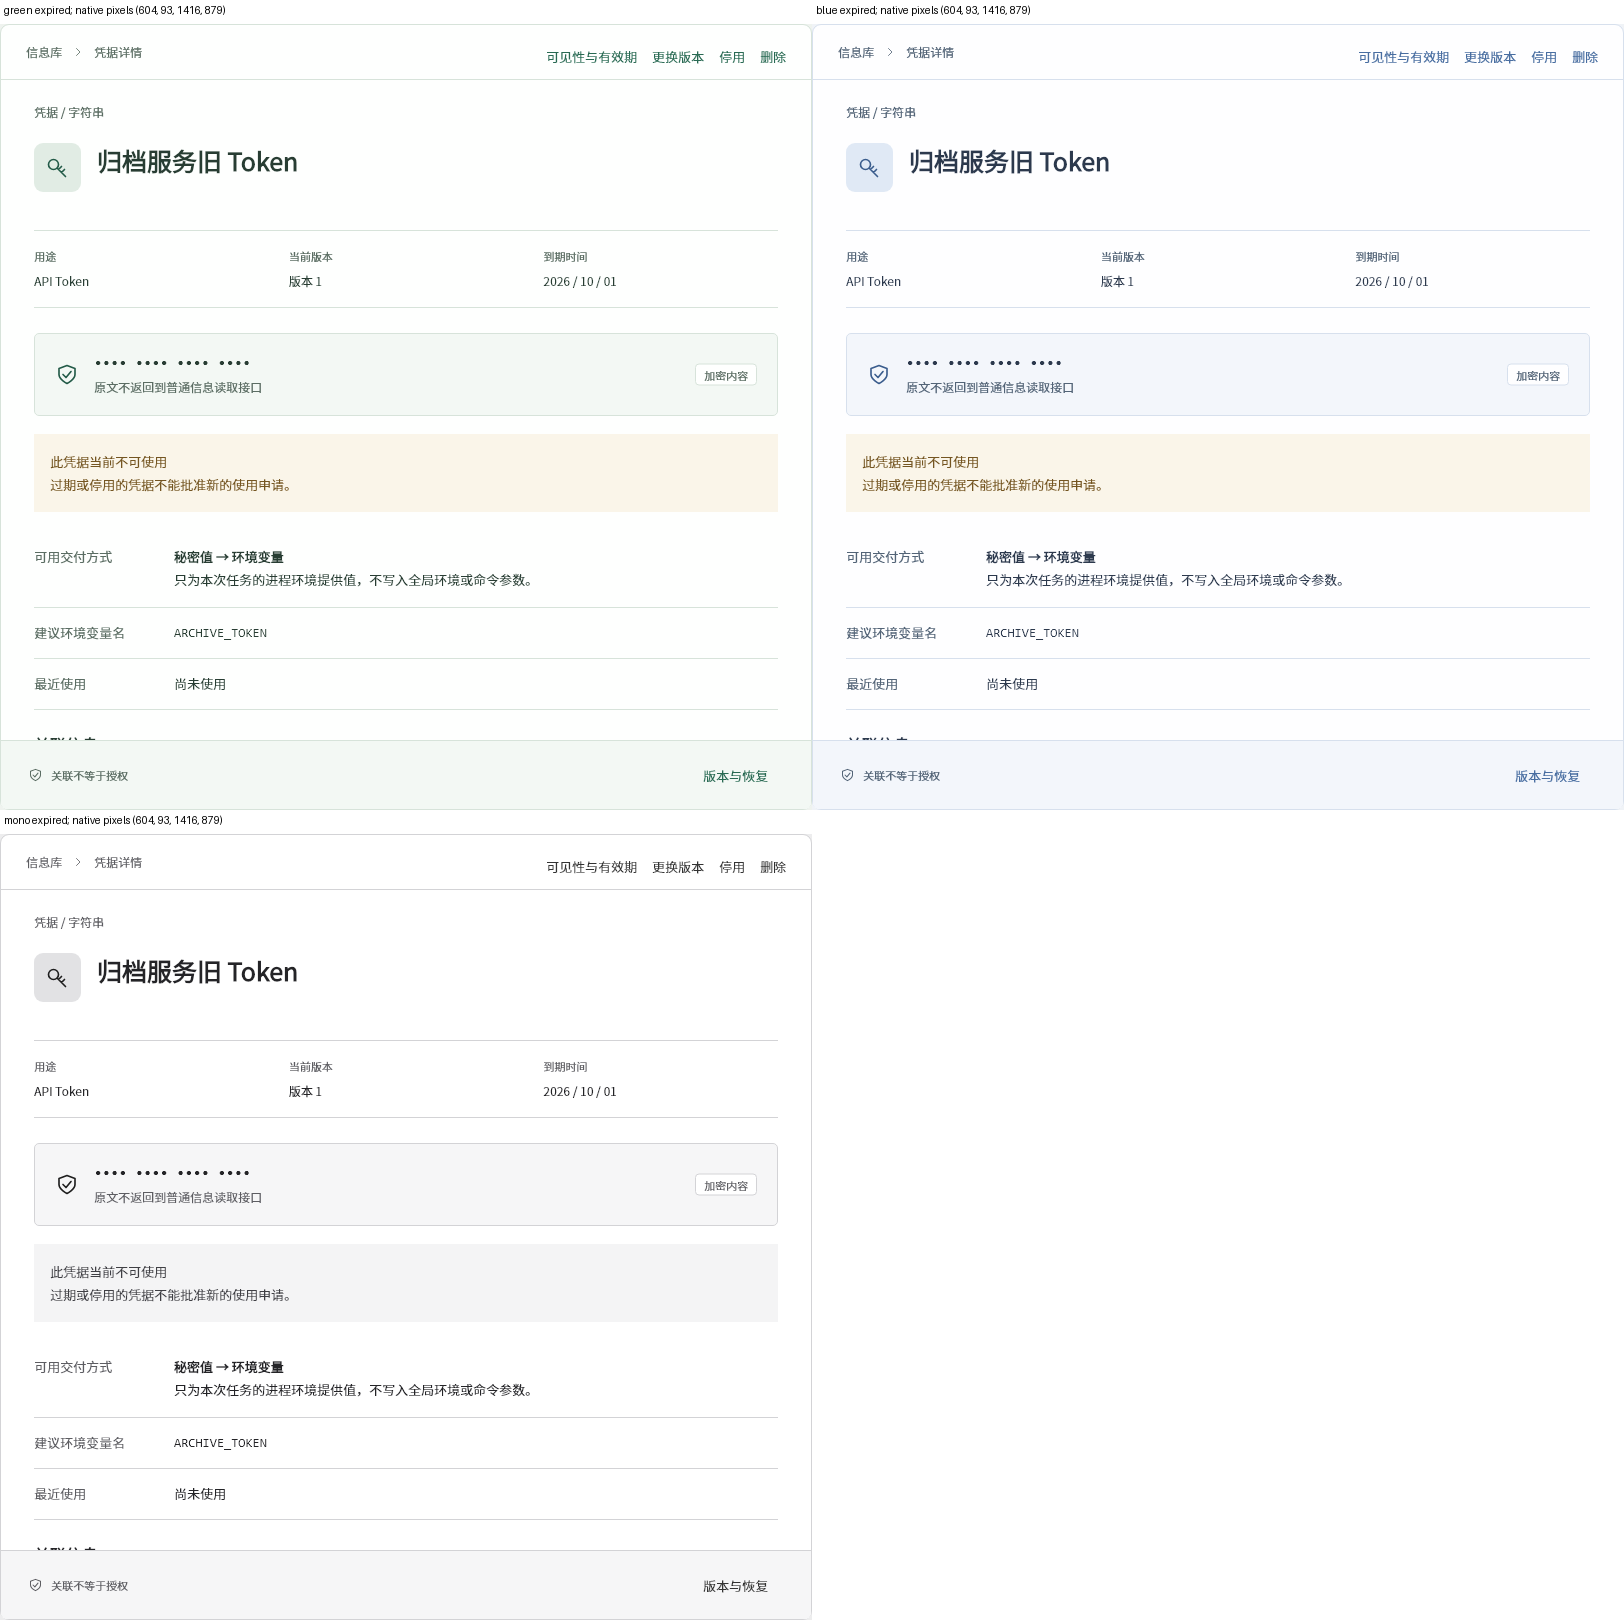 green expired; native pixels (604, 93, 1416, 879)
信息库 > 凭据详情 可见性与有效期 更换版本 停用 删除
凭据 / 字符串
归档服务旧 Token
用途 当前版本 到期时间
API Token 版本 1 2026 / 10 / 01
•••• •••• •••• ••••
原文不返回到普通信息读取接口
加密内容
此凭据当前不可使用
过期或停用的凭据不能批准新的使用申请。
可用交付方式 秘密值 → 环境变量
只为本次任务的进程环境提供值，不写入全局环境或命令参数。
建议环境变量名 ARCHIVE_TOKEN
最近使用 尚未使用
关联不等于授权 版本与恢复
blue expired; native pixels (604, 93, 1416, 879)
信息库 > 凭据详情 可见性与有效期 更换版本 停用 删除
凭据 / 字符串
归档服务旧 Token
用途 当前版本 到期时间
API Token 版本 1 2026 / 10 / 01
•••• •••• •••• ••••
原文不返回到普通信息读取接口
加密内容
此凭据当前不可使用
过期或停用的凭据不能批准新的使用申请。
可用交付方式 秘密值 → 环境变量
只为本次任务的进程环境提供值，不写入全局环境或命令参数。
建议环境变量名 ARCHIVE_TOKEN
最近使用 尚未使用
关联不等于授权 版本与恢复
mono expired; native pixels (604, 93, 1416, 879)
信息库 > 凭据详情 可见性与有效期 更换版本 停用 删除
凭据 / 字符串
归档服务旧 Token
用途 当前版本 到期时间
API Token 版本 1 2026 / 10 / 01
•••• •••• •••• ••••
原文不返回到普通信息读取接口
加密内容
此凭据当前不可使用
过期或停用的凭据不能批准新的使用申请。
可用交付方式 秘密值 → 环境变量
只为本次任务的进程环境提供值，不写入全局环境或命令参数。
建议环境变量名 ARCHIVE_TOKEN
最近使用 尚未使用
关联不等于授权 版本与恢复